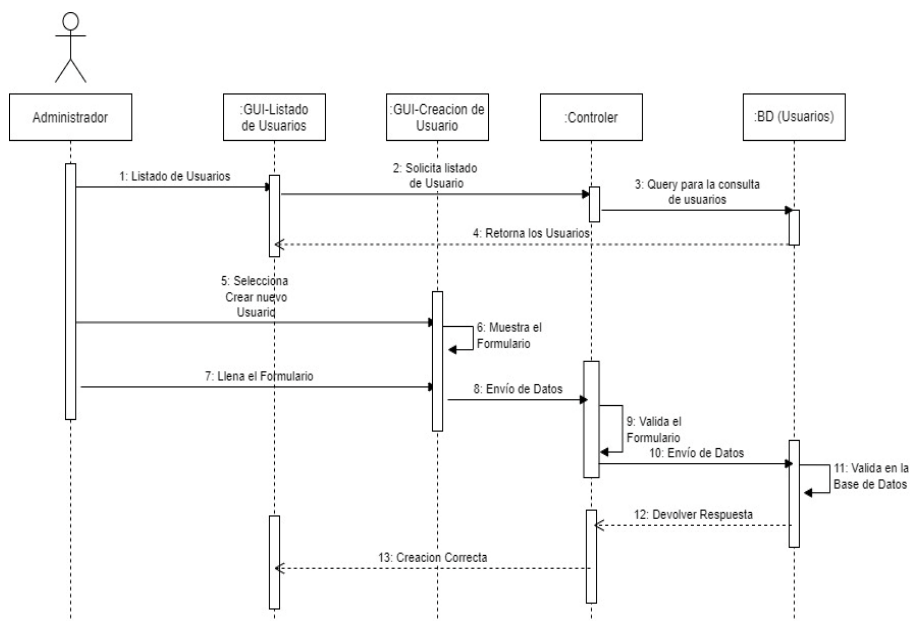 Administrador
:GUI-Listado
de Usuarios
:GUI-Creacion de
Usuario
:Controler
:BD (Usuarios)
1: Listado de Usuarios
2: Solicita listado
de Usuario
3: Query para la consulta
de usuarios
4: Retorna los Usuarios
5: Selecciona
Crear nuevo
Usuario
6: Muestra el
Formulario
7: Llena el Formulario
8: Envío de Datos
9: Valida el
Formulario
10: Envío de Datos
11: Valida en la
Base de Datos
12: Devolver Respuesta
13: Creacion Correcta